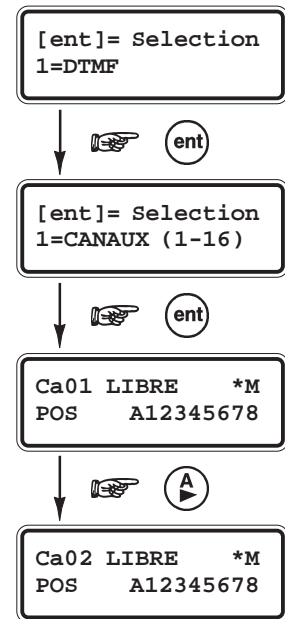 [ent]= Selection
1=DTMF
ent
[ent]= Selection
1=CANAUX (1-16)
ent
Ca01 LIBRE *M
POS A12345678
A
Ca02 LIBRE *M
POS A12345678